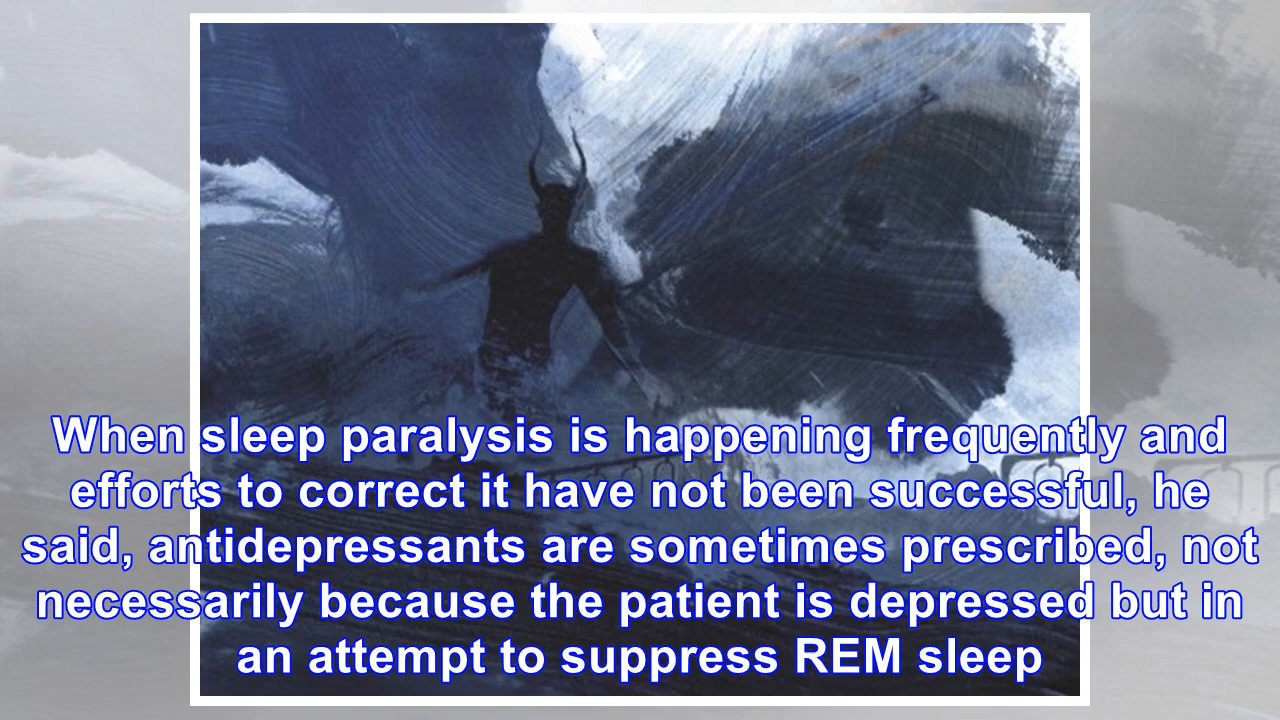 When sleep paralysis is happening frequently and
efforts to correct it have not been successful, he
said, antidepressants are sometimes prescribed, not
necessarily because the patient is depressed but in
an attempt to suppress REM sleep